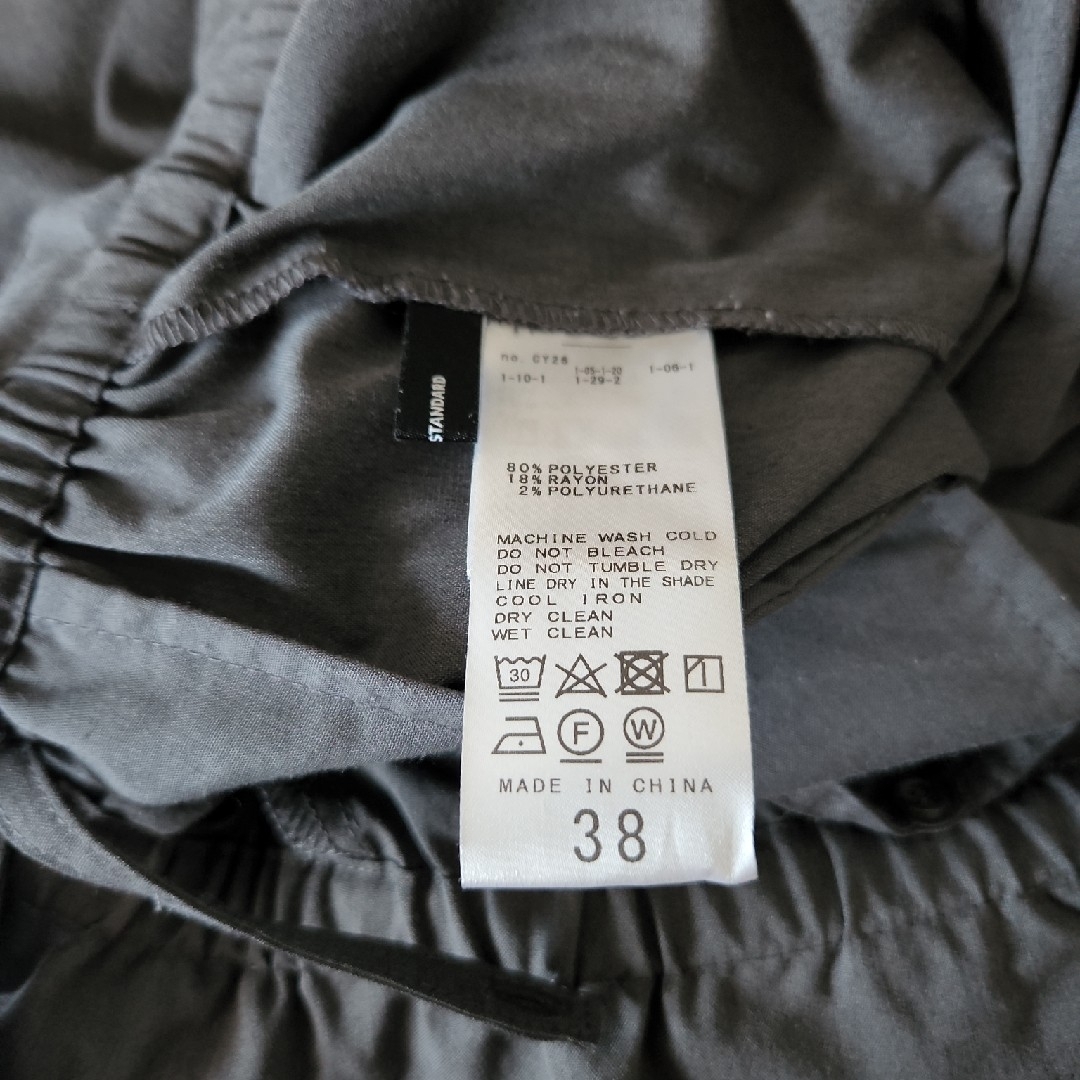 STANDARD
no. CY26
1-10-1 1-05-1-20 1-06-1
1-29-2
80% POLYESTER
18% RAYON
2% POLYURETHANE
MACHINE WASH COLD
DO NOT BLEACH
DO NOT TUMBLE DRY
LINE DRY IN THE SHADE
COOL IRON
DRY CLEAN
WET CLEAN
30
F W
MADE IN CHINA
38